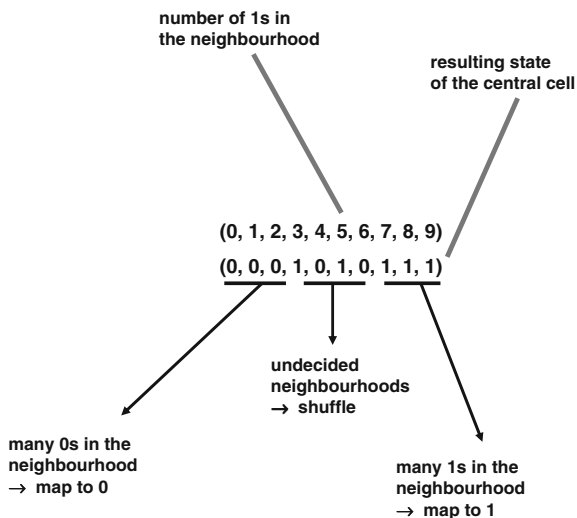 number of 1s in
the neighbourhood
resulting state
of the central cell
(0, 1, 2, 3, 4, 5, 6, 7, 8, 9)
(0, 0, 0, 1, 0, 1, 0, 1, 1, 1)
undecided
neighbourhoods
→ shuffle
many 0s in the
neighbourhood
→ map to 0
many 1s in the
neighbourhood
→ map to 1